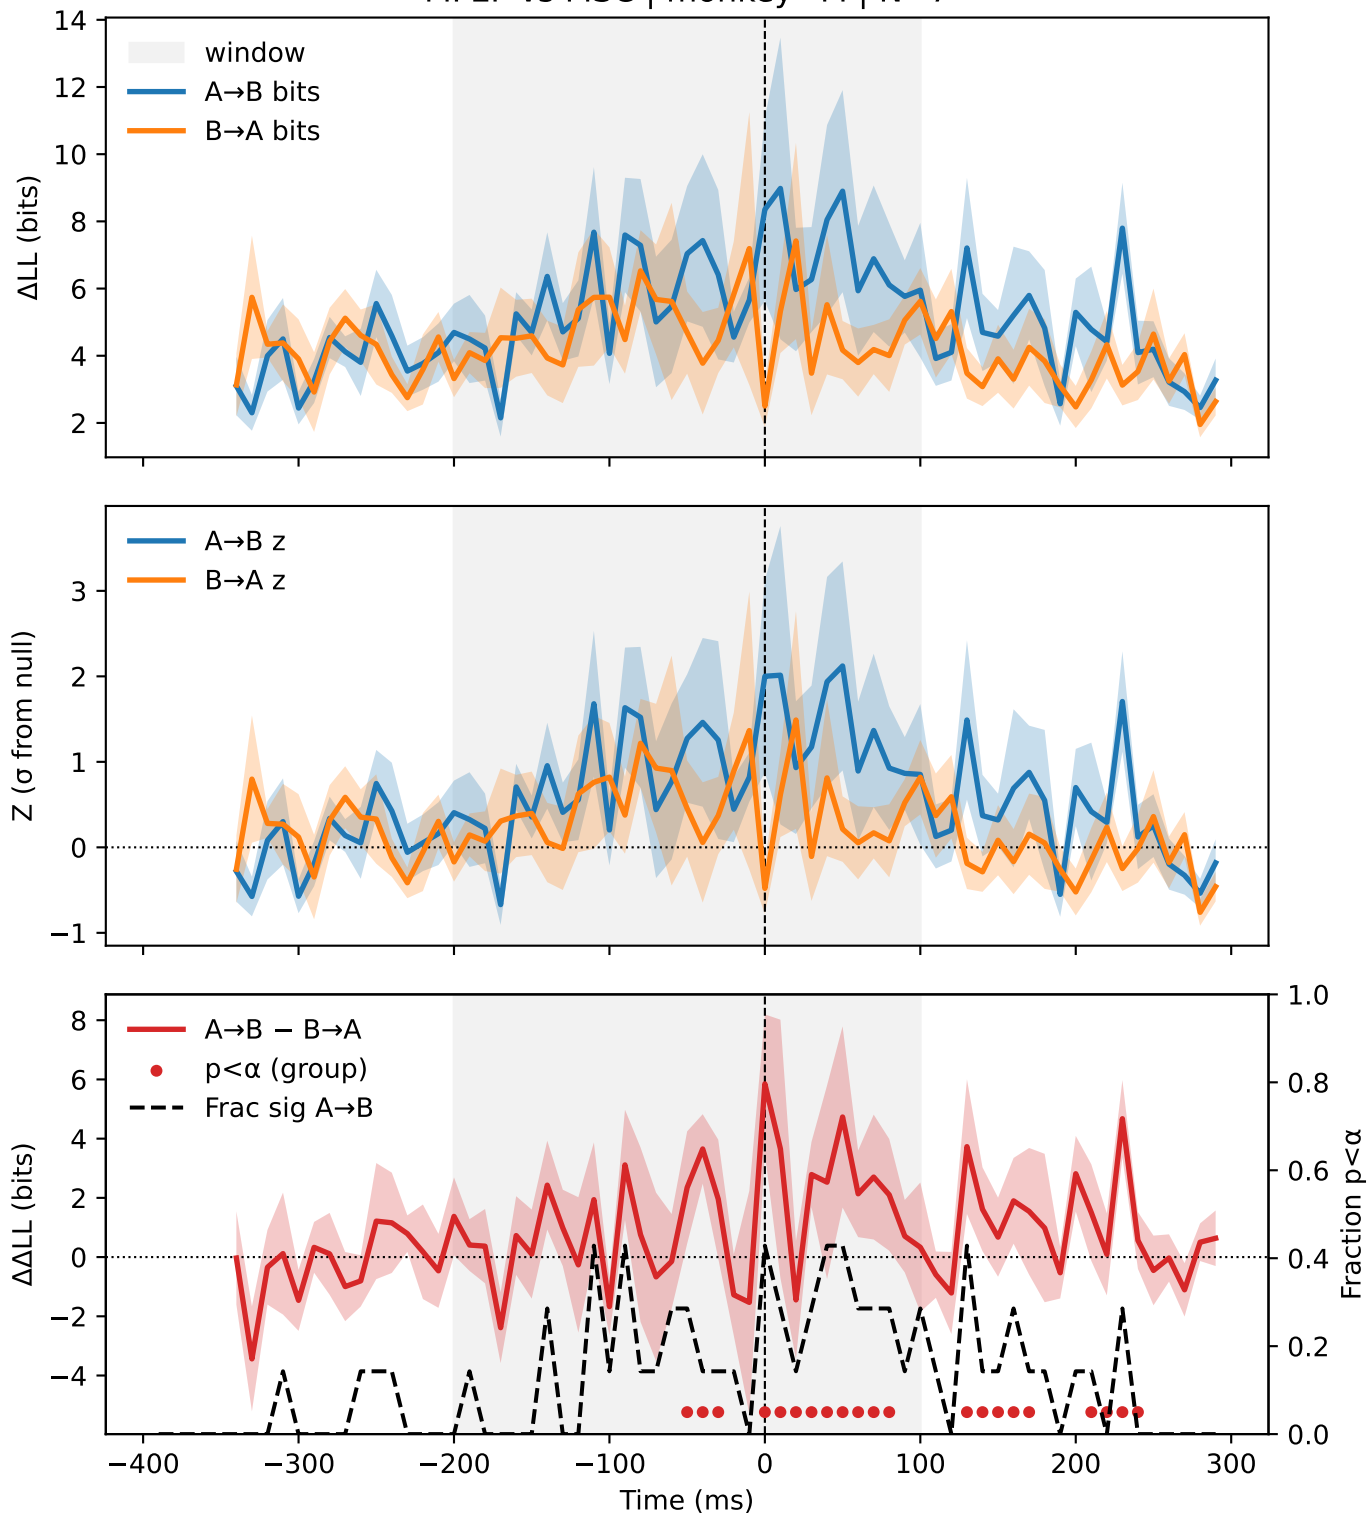 14
12
10
8
6
4
2
ΔLL (bits)
window
A→B bits
B→A bits
3
2
1
0
−1
Z (σ from null)
A→B z
B→A z
8
6
4
2
0
−2
−4
ΔΔLL (bits)
A→B − B→A
p<α (group)
Frac sig A→B
1.0
0.8
0.6
0.4
0.2
0.0
Fraction p<α
−400 −300 −200 −100 0 100 200 300
Time (ms)